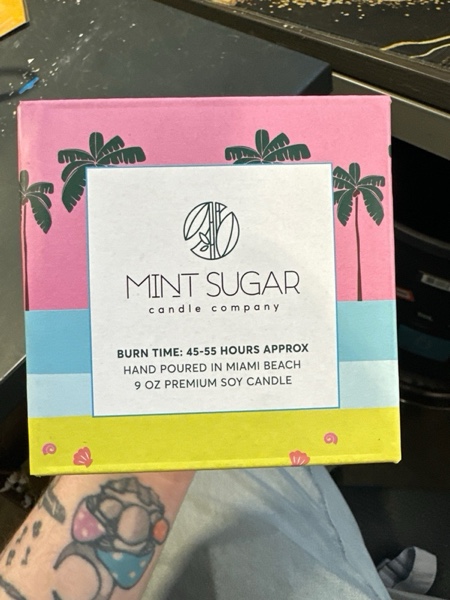 MINT SUGAR
candle company
BURN TIME: 45-55 HOURS APPROX
HAND POURED IN MIAMI BEACH
9 OZ PREMIUM SOY CANDLE